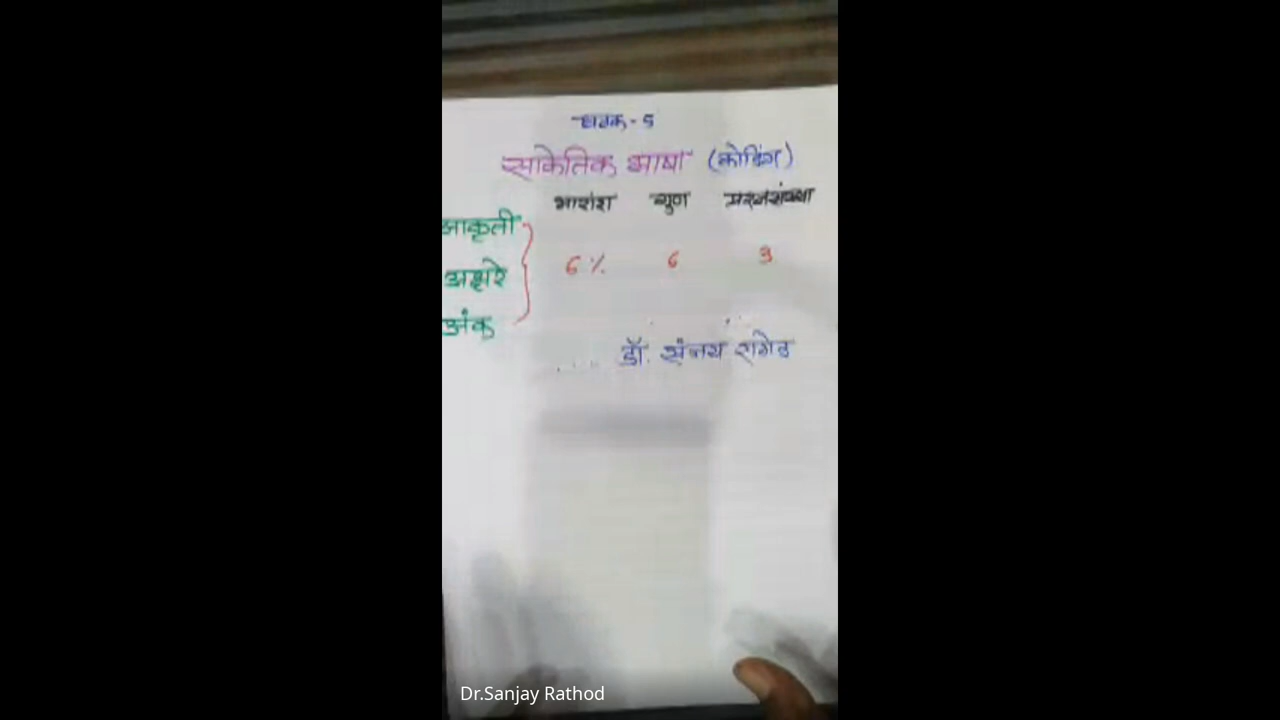 घटक - 5
सांकेतिक भाषा (कोडिंग)
भारांश गुण प्रश्नसंख्या
आकृती
अक्षरे
अंक
6 % 6 3
डॉ. संजय राठोड
Dr.Sanjay Rathod